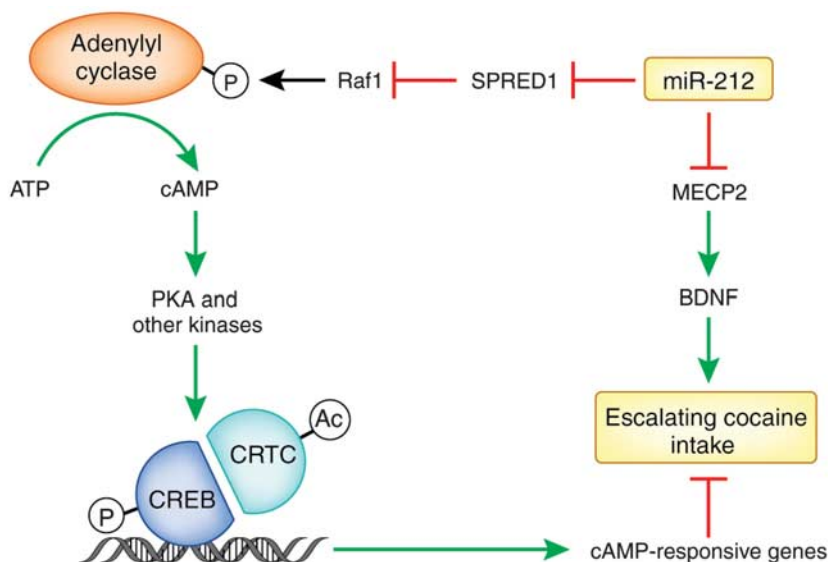 Adenylyl
cyclase
P
Raf1
SPRED1
miR-212
ATP
cAMP
MECP2
PKA and
other kinases
BDNF
Ac
CRTC
CREB
P
Escalating cocaine
intake
cAMP-responsive genes